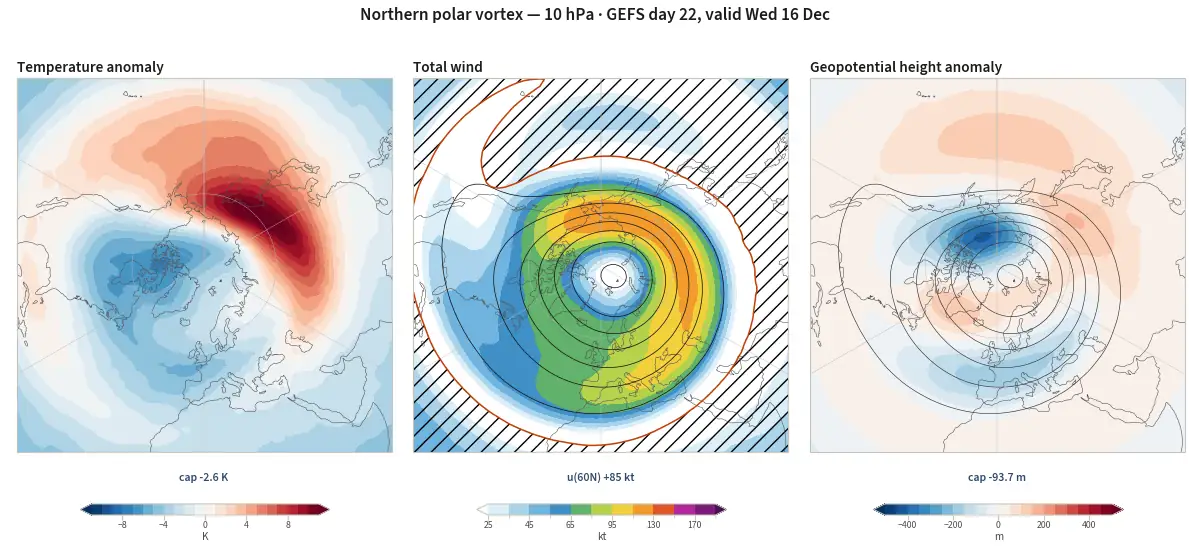 Northern polar vortex — 10 hPa · GEFS day 22, valid Wed 16 Dec
Temperature anomaly
Total wind
Geopotential height anomaly
cap -2.6 K
u(60N) +85 kt
cap -93.7 m
−8 −4 0 4 8
K
25 45 65 95 130 170
kt
−400 −200 0 200 400
m